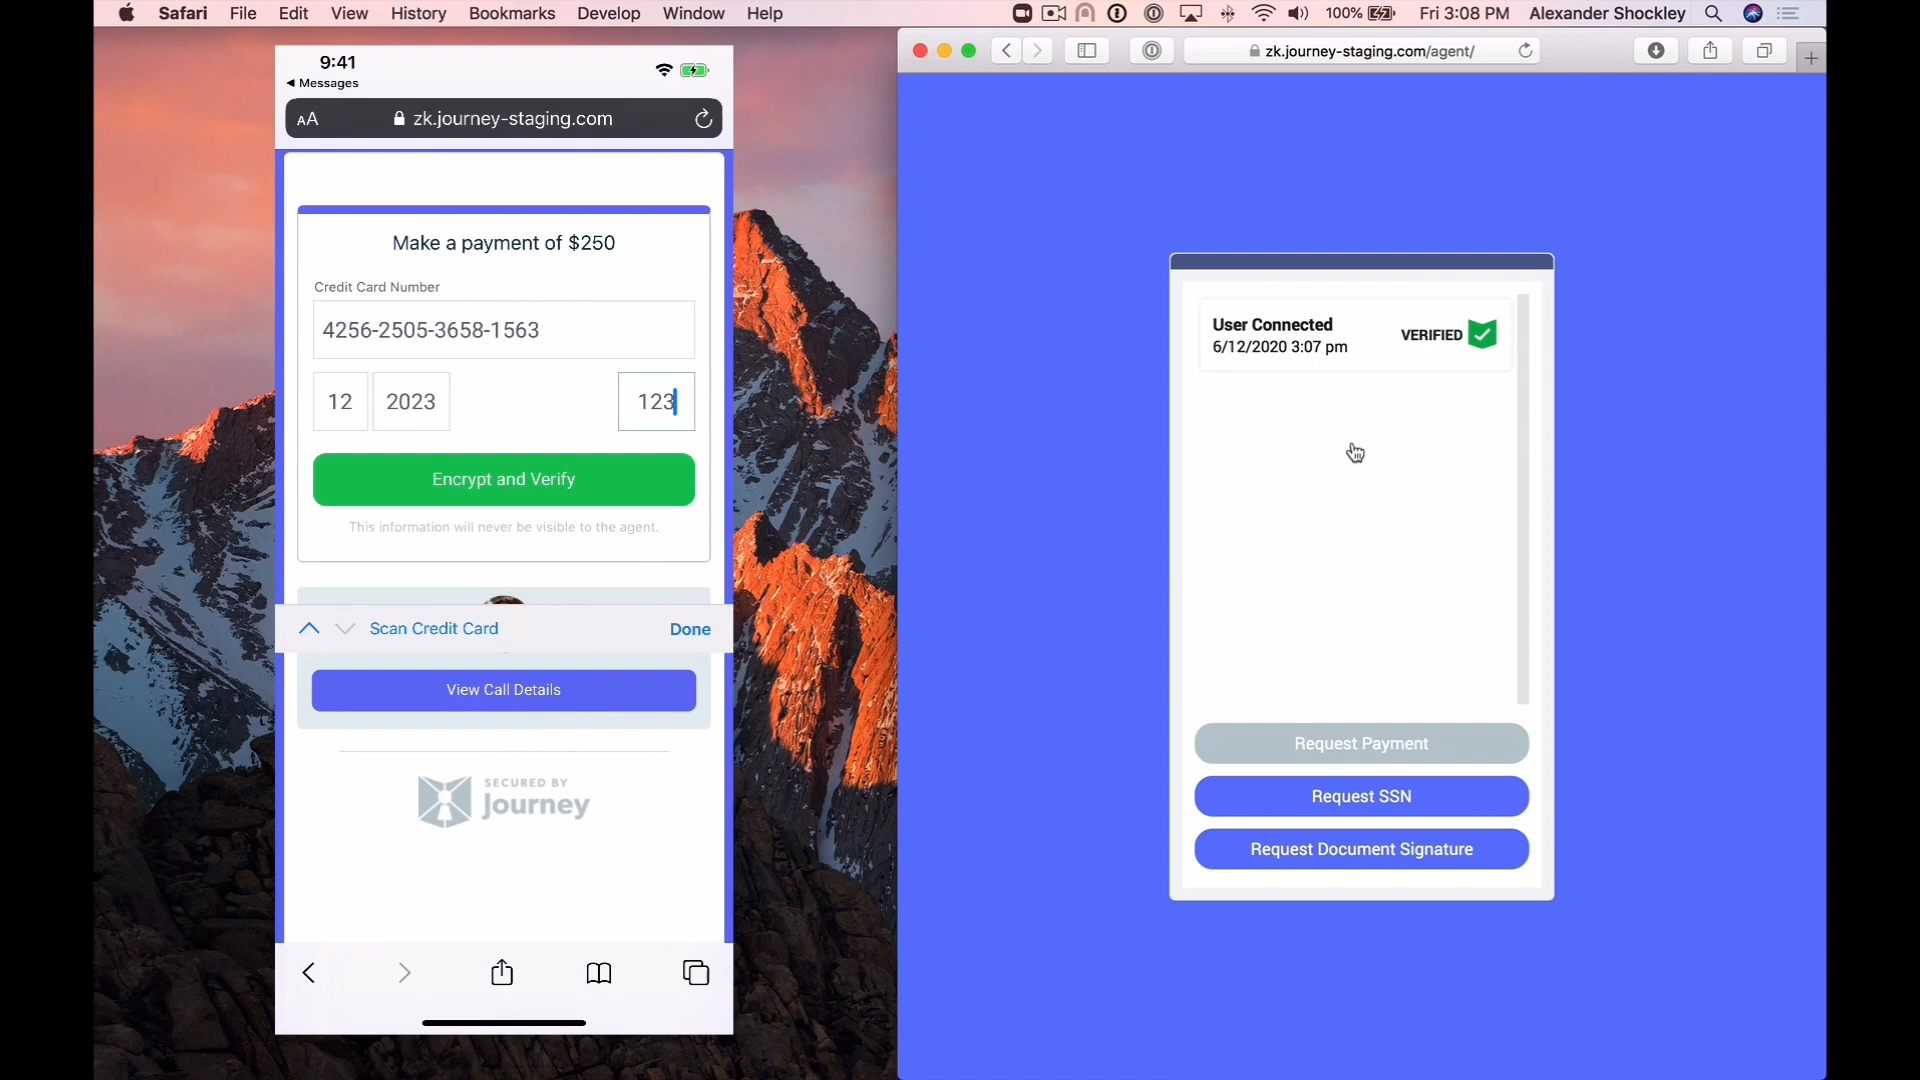 Safari File Edit View History Bookmarks Develop Window Help 100% Fri 3:08 PM Alexander Shockley
9:41
Messages
AA zk.journey-staging.com
Make a payment of $250
Credit Card Number
4256-2505-3658-1563
12 2023 123
Encrypt and Verify
This information will never be visible to the agent.
Scan Credit Card Done
View Call Details
SECURED BY
Journey
zk.journey-staging.com/agent/
User Connected
6/12/2020 3:07 pm
VERIFIED
Request Payment
Request SSN
Request Document Signature